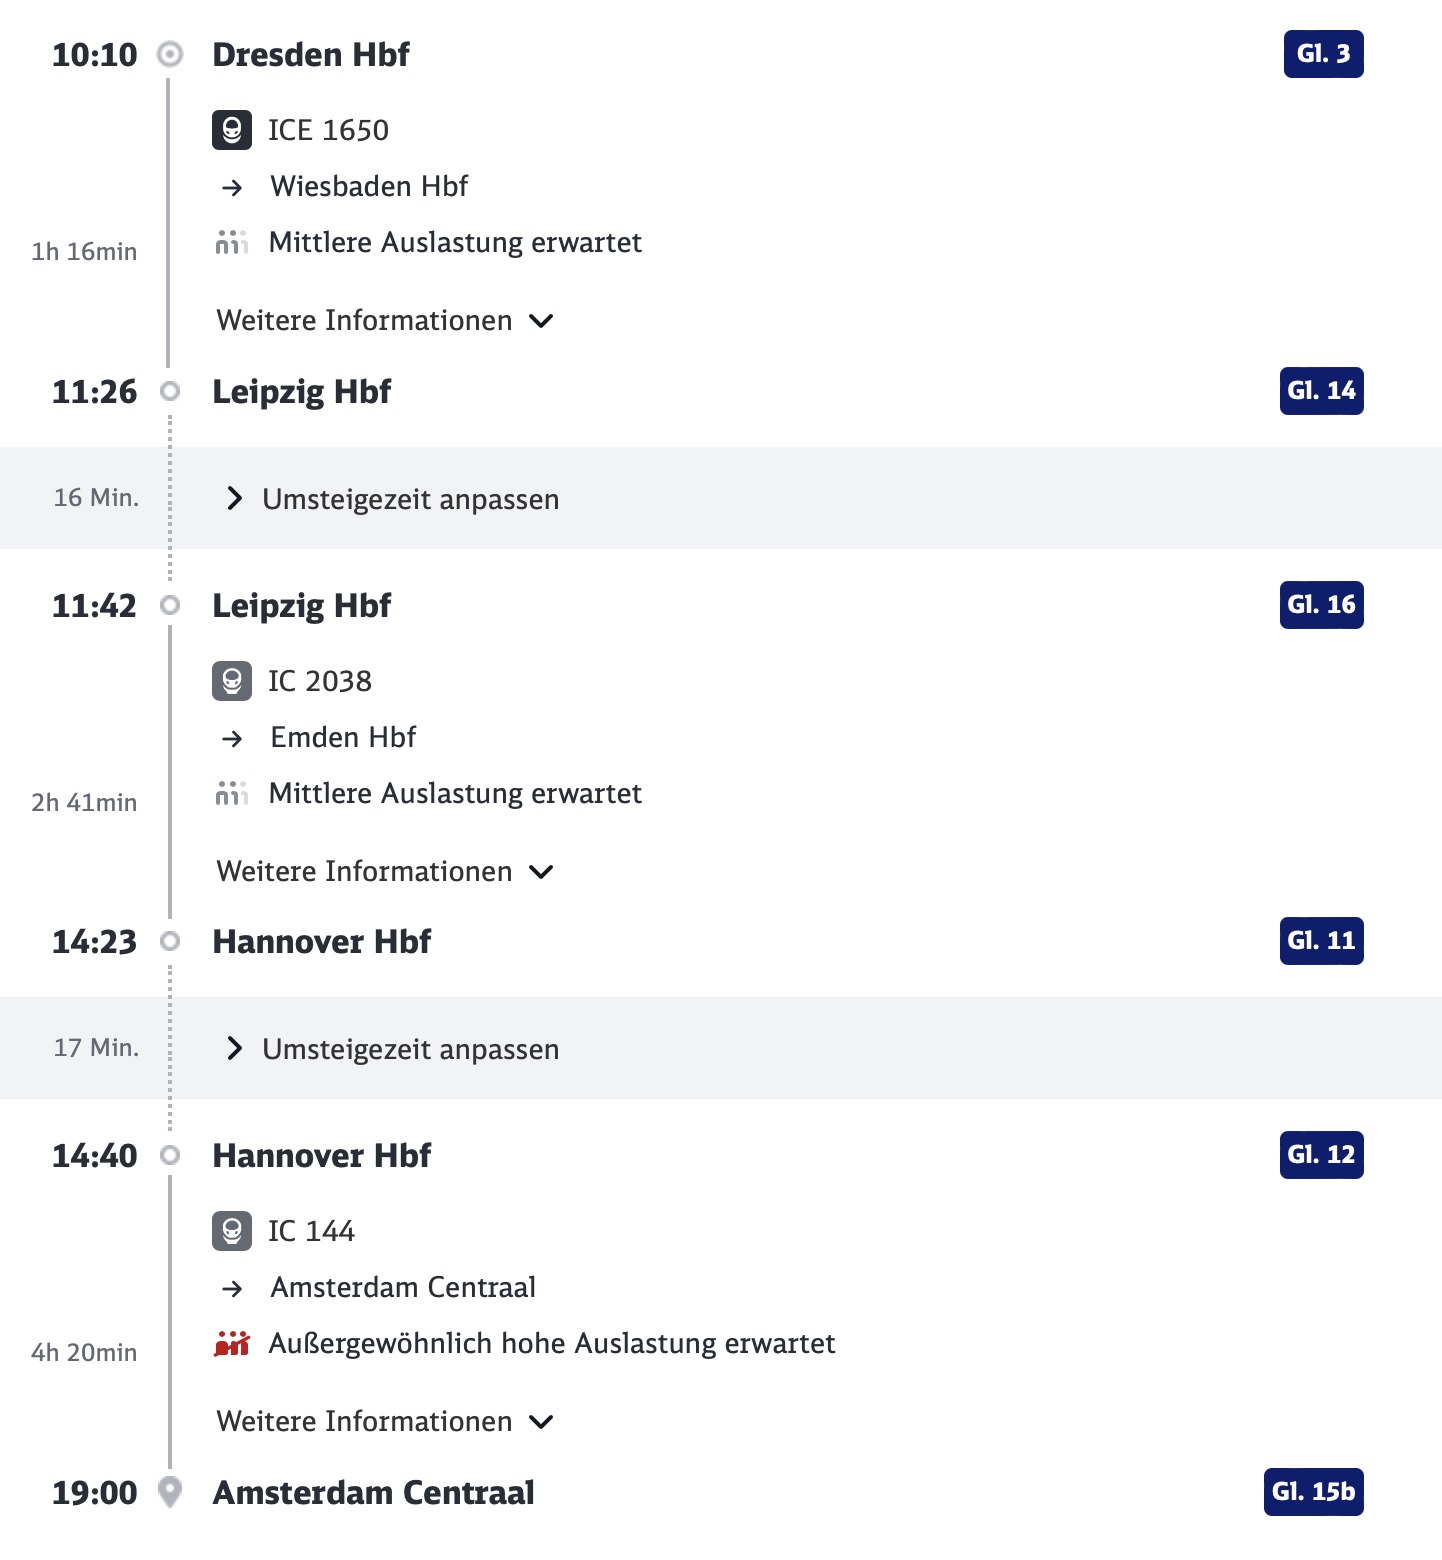 10:10 Dresden Hbf Gl. 3
ICE 1650
→ Wiesbaden Hbf
Mittlere Auslastung erwartet
1h 16min
Weitere Informationen
11:26 Leipzig Hbf Gl. 14
16 Min. Umsteigezeit anpassen
11:42 Leipzig Hbf Gl. 16
IC 2038
→ Emden Hbf
Mittlere Auslastung erwartet
2h 41min
Weitere Informationen
14:23 Hannover Hbf Gl. 11
17 Min. Umsteigezeit anpassen
14:40 Hannover Hbf Gl. 12
IC 144
→ Amsterdam Centraal
Außergewöhnlich hohe Auslastung erwartet
4h 20min
Weitere Informationen
19:00 Amsterdam Centraal Gl. 15b